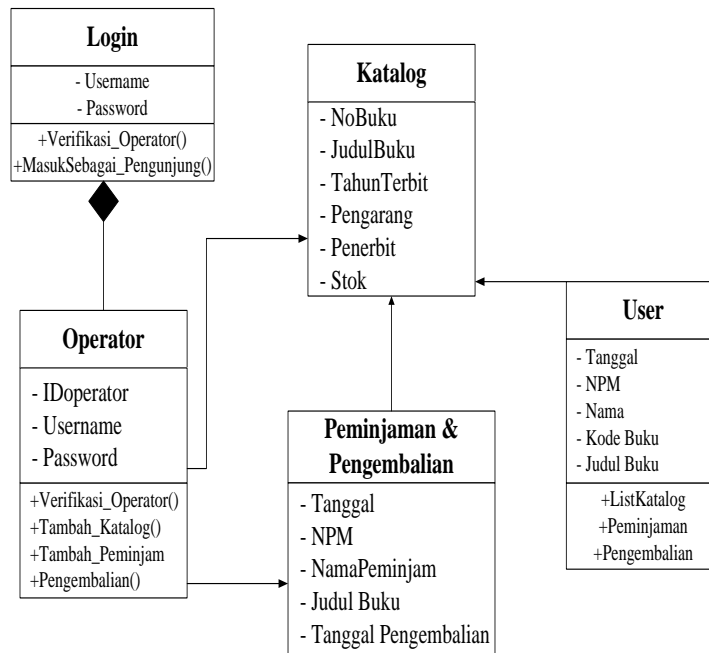 Login
- Username
- Password
+Verifikasi_Operator()
+MasukSebagai_Pengunjung()
Katalog
- NoBuku
- JudulBuku
- TahunTerbit
- Pengarang
- Penerbit
- Stok
Operator
- IDoperator
- Username
- Password
+Verifikasi_Operator()
+Tambah_Katalog()
+Tambah_Peminjam
+Pengembalian()
Peminjaman &
Pengembalian
- Tanggal
- NPM
- NamaPeminjam
- Judul Buku
- Tanggal Pengembalian
User
- Tanggal
- NPM
- Nama
- Kode Buku
- Judul Buku
+ListKatalog
+Peminjaman
+Pengembalian